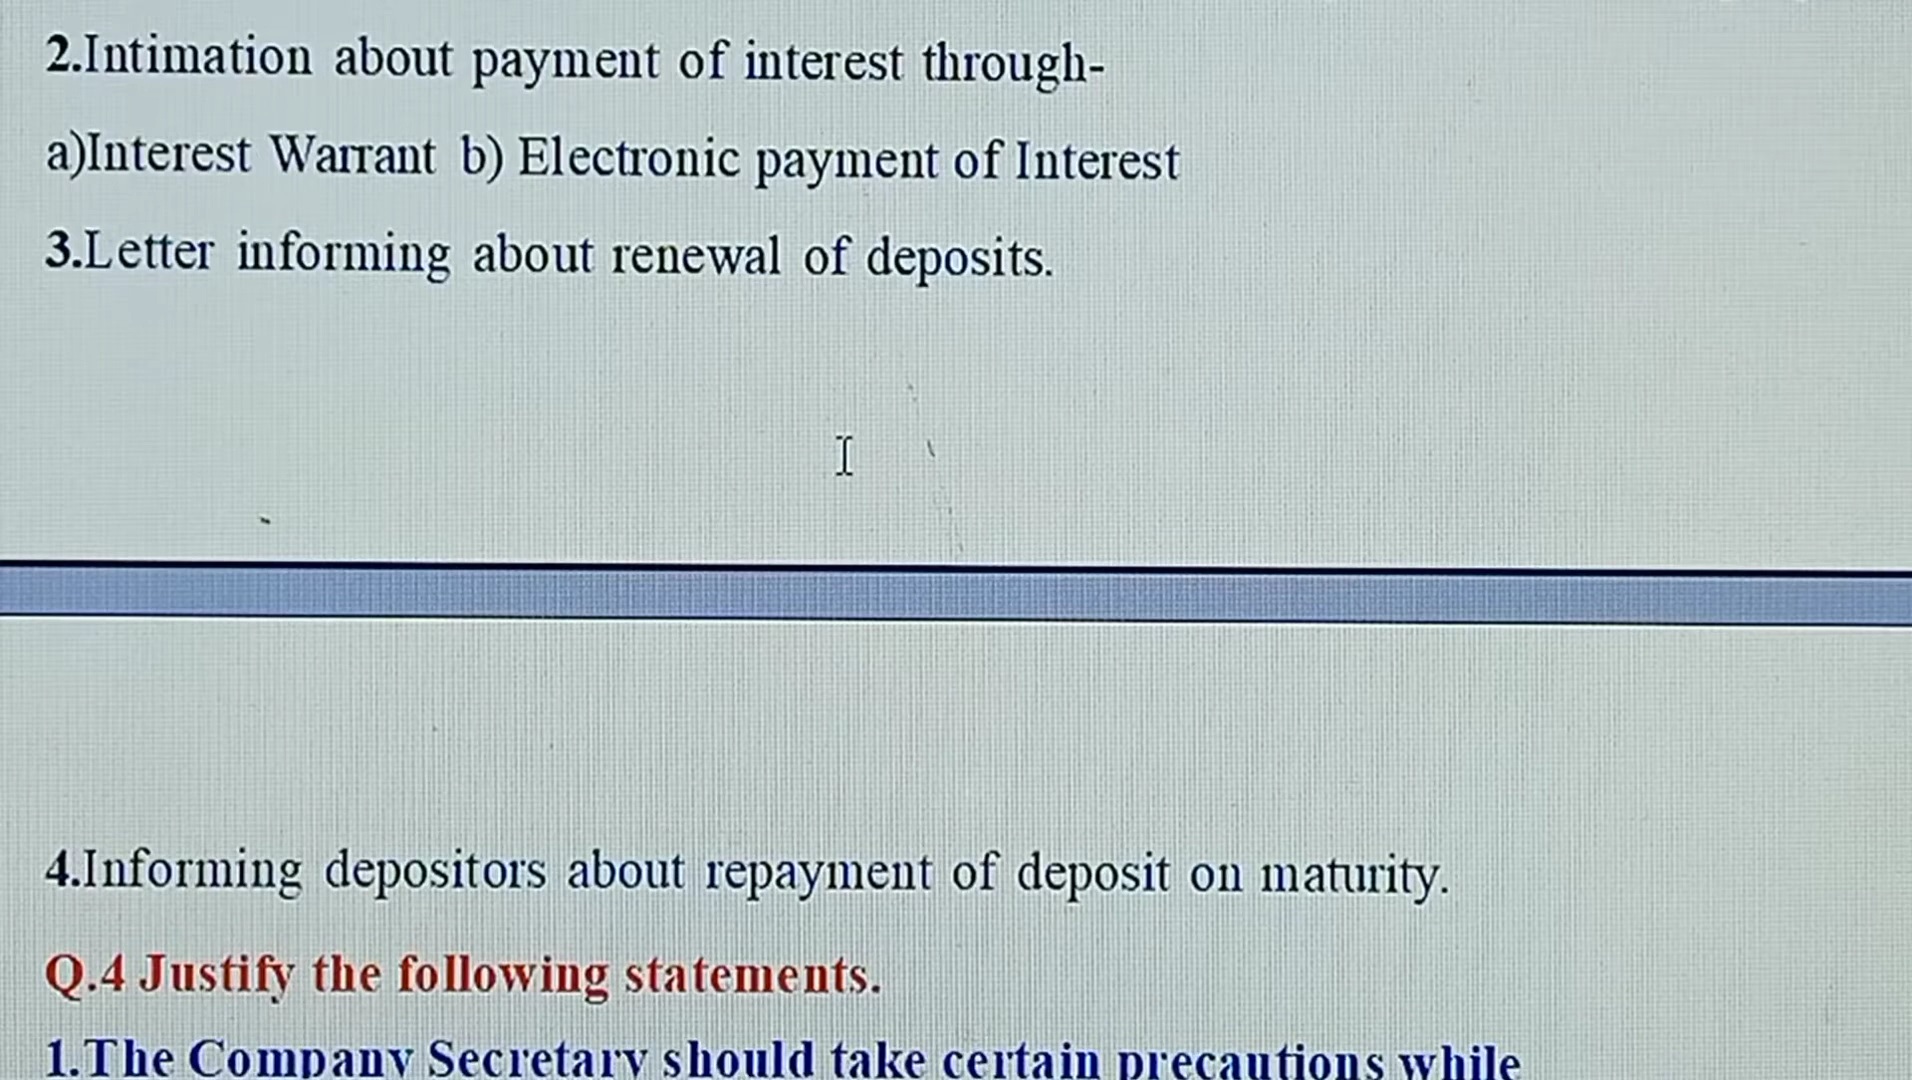 2.Intimation about payment of interest through-
a)Interest Warrant b) Electronic payment of Interest
3.Letter informing about renewal of deposits.
4.Informing depositors about repayment of deposit on maturity.
Q.4 Justify the following statements.
1.The Company Secretary should take certain precautions while